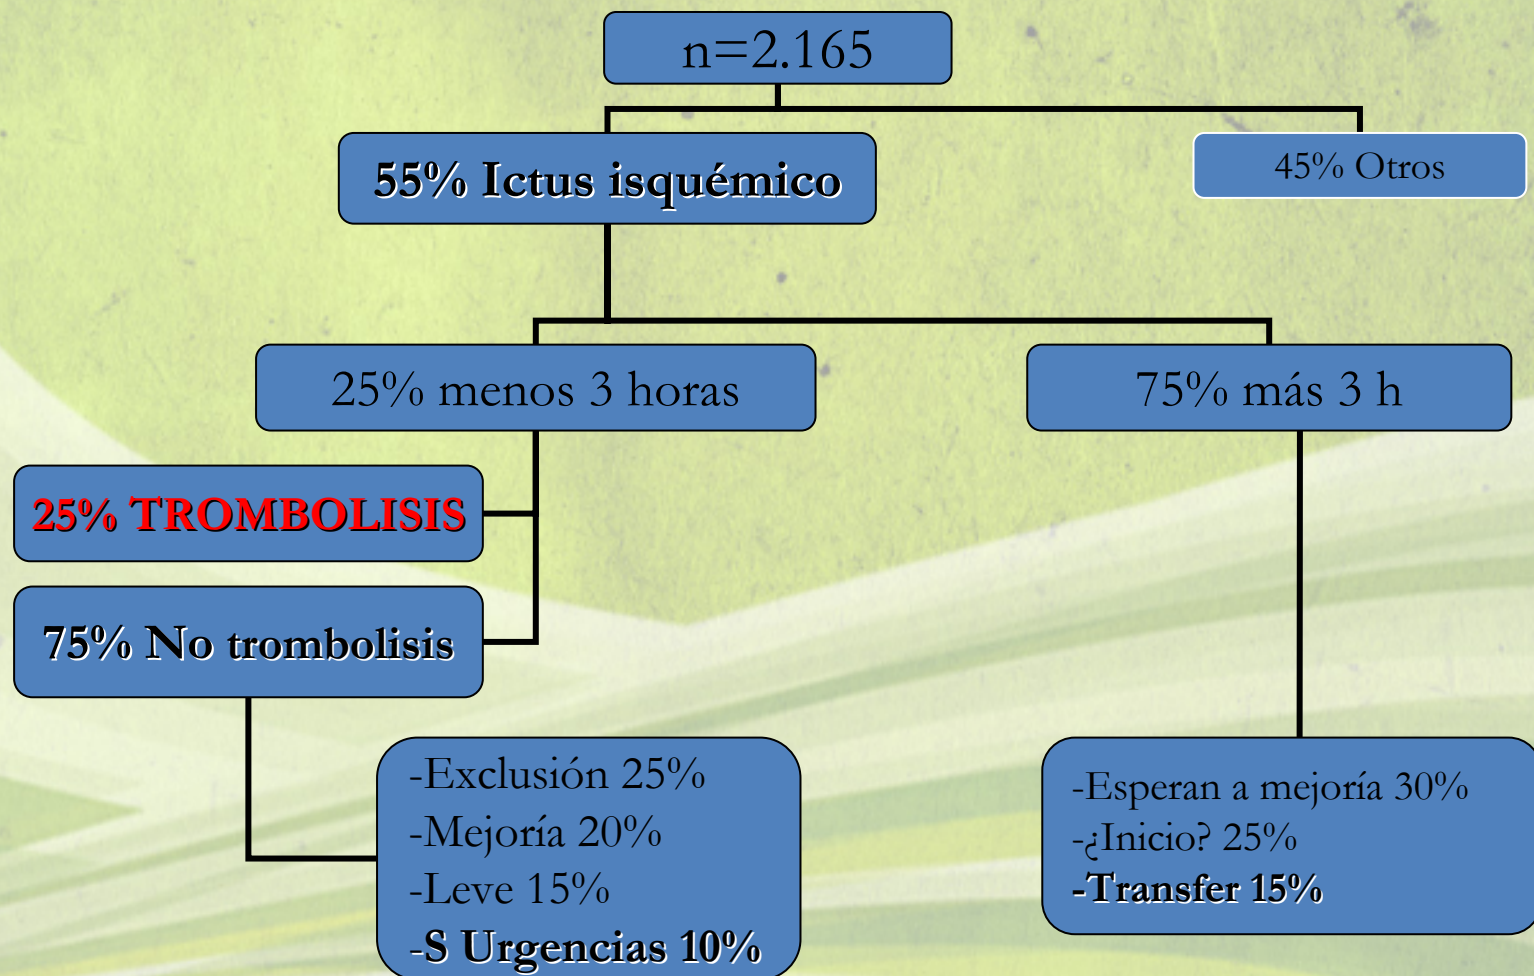 n=2.165
55% Ictus isquémico
45% Otros
25% menos 3 horas
75% más 3 h
25% TROMBOLISIS
75% No trombolisis
-Exclusión 25%
-Mejoría 20%
-Leve 15%
-S Urgencias 10%
-Esperan a mejoría 30%
-¿Inicio? 25%
-Transfer 15%